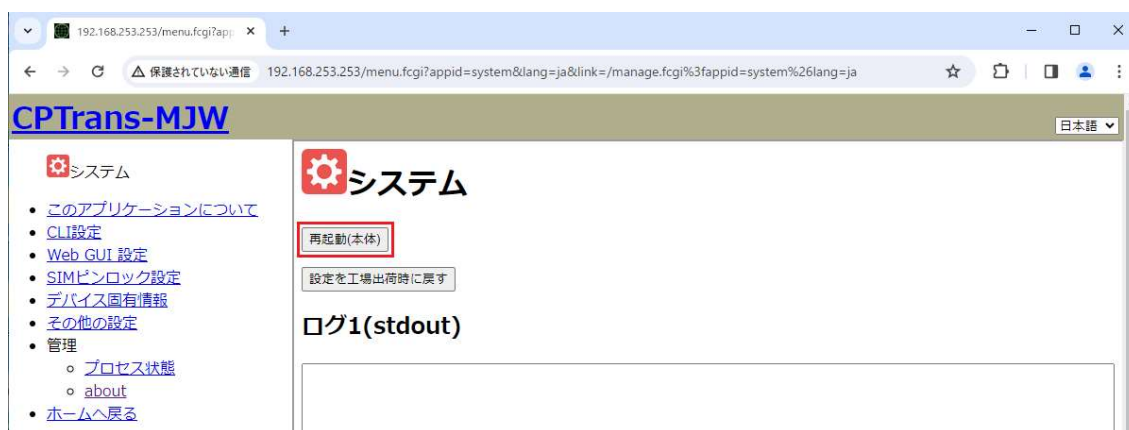 192.168.253.253/menu.fcgi?app
保護されていない通信 192.168.253.253/menu.fcgi?appid=system&lang=ja&link=/manage.fcgi%3fappid=system%26lang=ja
CPTrans-MJW
日本語
システム
このアプリケーションについて
CLI設定
Web GUI 設定
SIMピンロック設定
デバイス固有情報
その他の設定
管理
プロセス状態
about
ホームへ戻る
システム
再起動(本体)
設定を工場出荷時に戻す
ログ1(stdout)